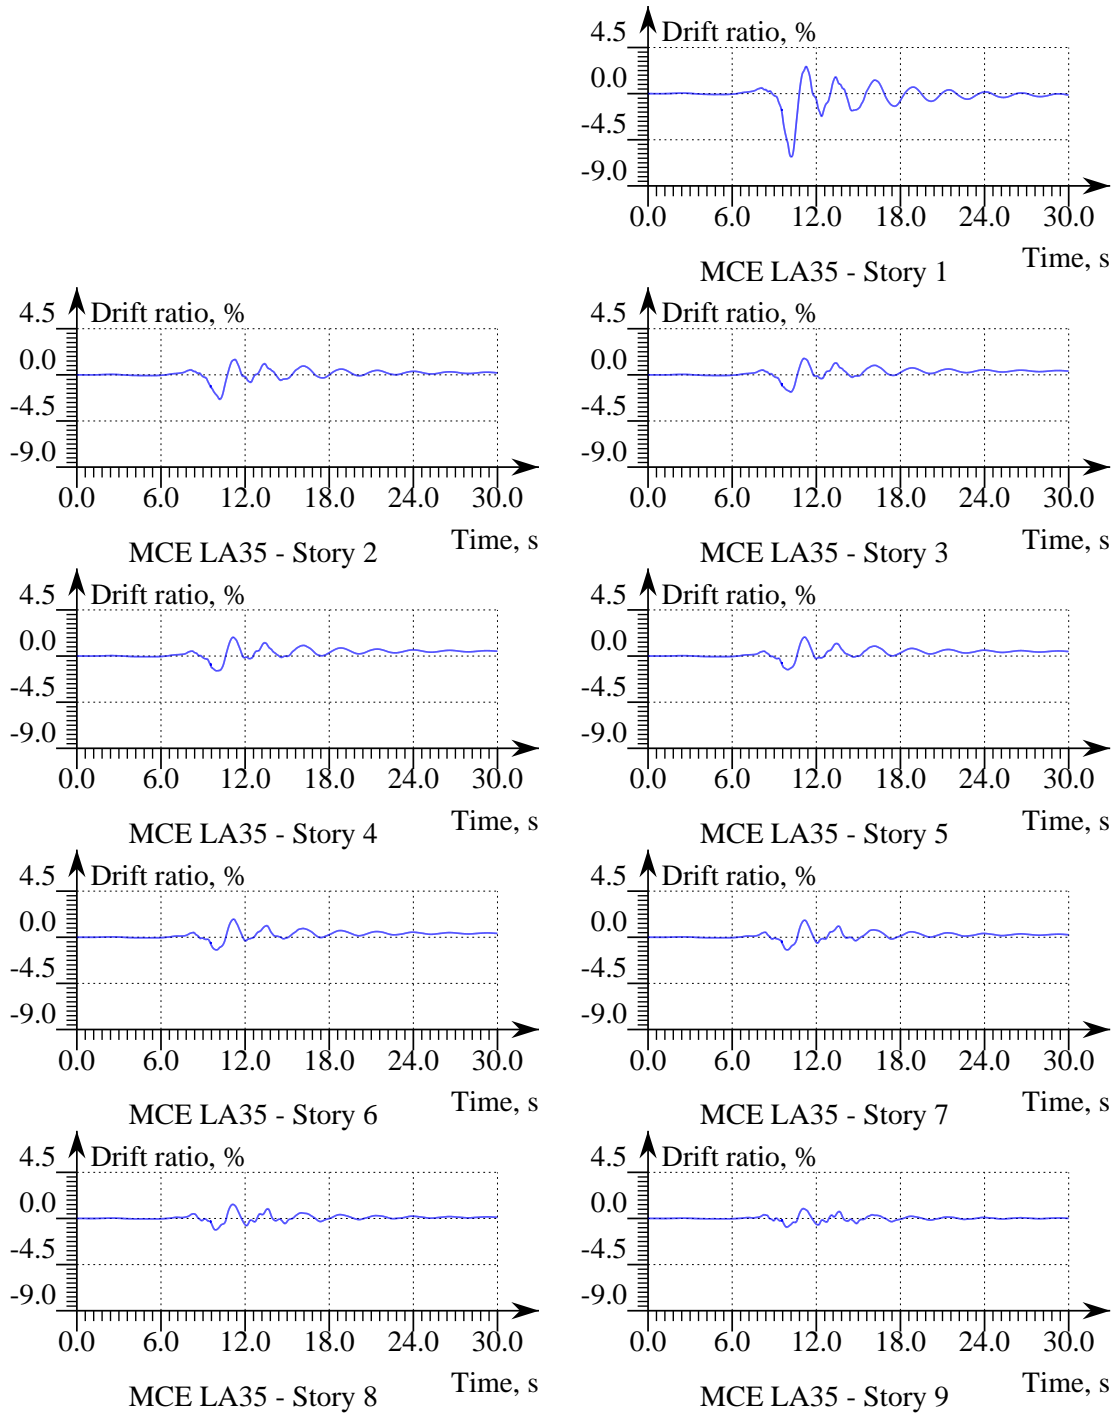 4.5 Drift ratio, %
0.0
-4.5
-9.0
0.0 6.0 12.0 18.0 24.0 30.0
Time, s
MCE LA35 - Story 1
4.5 Drift ratio, %
0.0
-4.5
-9.0
0.0 6.0 12.0 18.0 24.0 30.0
Time, s
MCE LA35 - Story 2
4.5 Drift ratio, %
0.0
-4.5
-9.0
0.0 6.0 12.0 18.0 24.0 30.0
Time, s
MCE LA35 - Story 3
4.5 Drift ratio, %
0.0
-4.5
-9.0
0.0 6.0 12.0 18.0 24.0 30.0
Time, s
MCE LA35 - Story 4
4.5 Drift ratio, %
0.0
-4.5
-9.0
0.0 6.0 12.0 18.0 24.0 30.0
Time, s
MCE LA35 - Story 5
4.5 Drift ratio, %
0.0
-4.5
-9.0
0.0 6.0 12.0 18.0 24.0 30.0
Time, s
MCE LA35 - Story 6
4.5 Drift ratio, %
0.0
-4.5
-9.0
0.0 6.0 12.0 18.0 24.0 30.0
Time, s
MCE LA35 - Story 7
4.5 Drift ratio, %
0.0
-4.5
-9.0
0.0 6.0 12.0 18.0 24.0 30.0
Time, s
MCE LA35 - Story 8
4.5 Drift ratio, %
0.0
-4.5
-9.0
0.0 6.0 12.0 18.0 24.0 30.0
Time, s
MCE LA35 - Story 9